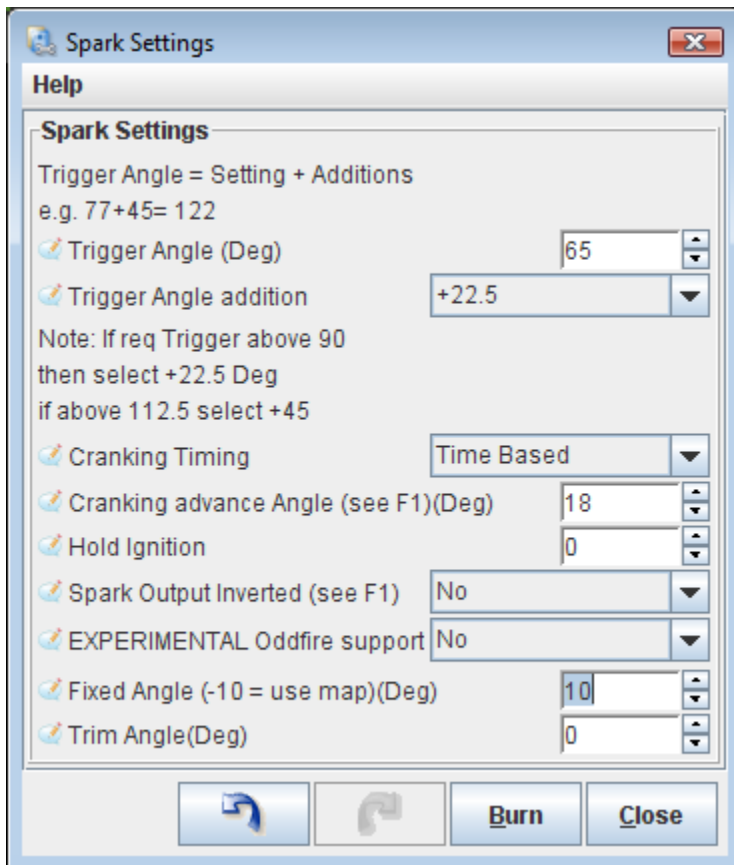 Spark Settings
Help
Spark Settings
Trigger Angle = Setting + Additions
e.g. 77+45= 122
Trigger Angle (Deg) 65
Trigger Angle addition +22.5
Note: If req Trigger above 90
then select +22.5 Deg
if above 112.5 select +45
Cranking Timing Time Based
Cranking advance Angle (see F1)(Deg) 18
Hold Ignition 0
Spark Output Inverted (see F1) No
EXPERIMENTAL Oddfire support No
Fixed Angle (-10 = use map)(Deg) 10
Trim Angle(Deg) 0
Burn Close